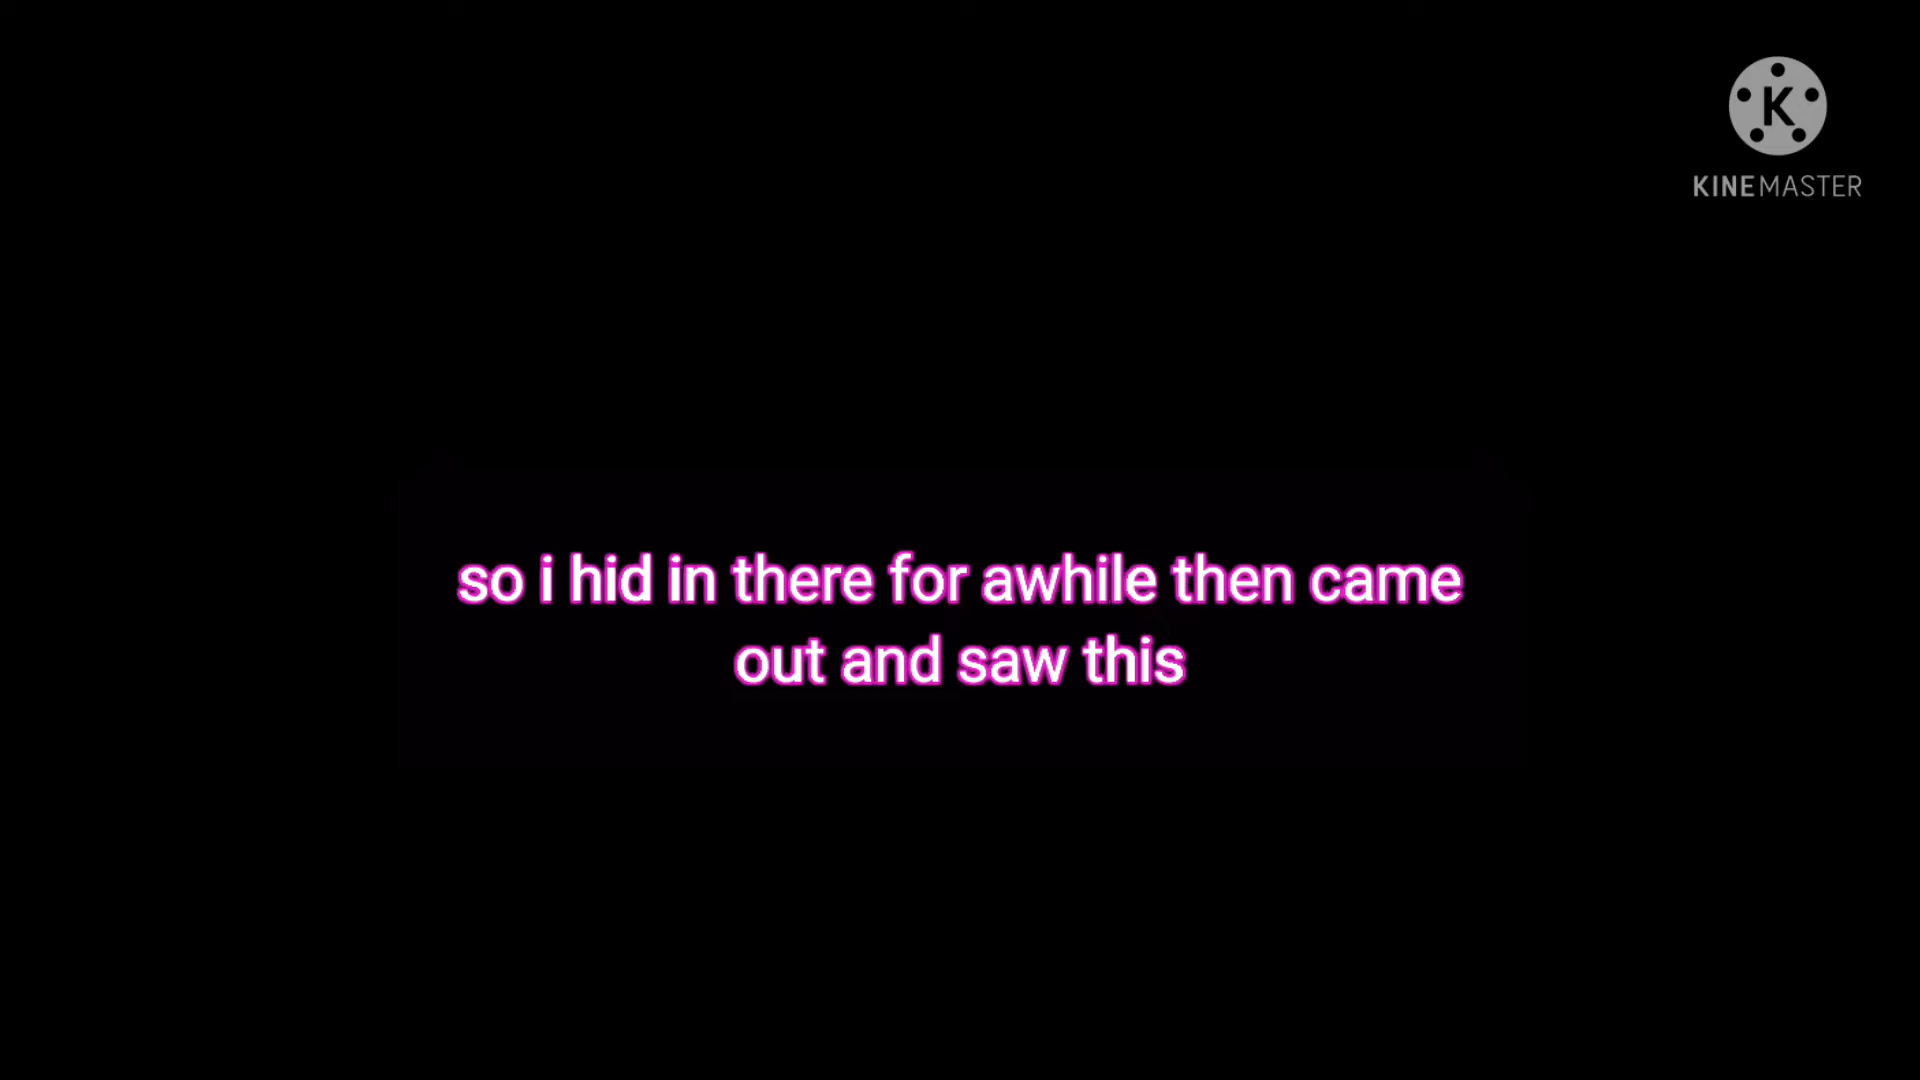 K
KINEMASTER
so i hid in there for awhile then came
out and saw this